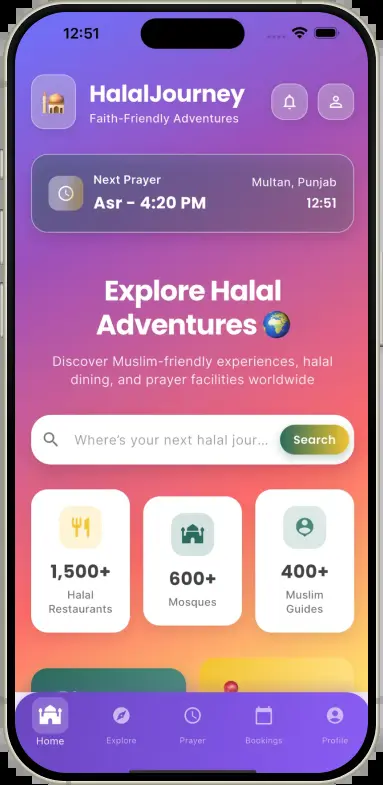 12:51
HalalJourney
Faith-Friendly Adventures
Next Prayer
Asr - 4:20 PM
Multan, Punjab
12:51
Explore Halal
Adventures 🌍
Discover Muslim-friendly experiences, halal
dining, and prayer facilities worldwide
Where's your next halal jour...
Search
1,500+
Halal
Restaurants
600+
Mosques
400+
Muslim
Guides
Home
Explore
Prayer
Bookings
Profile